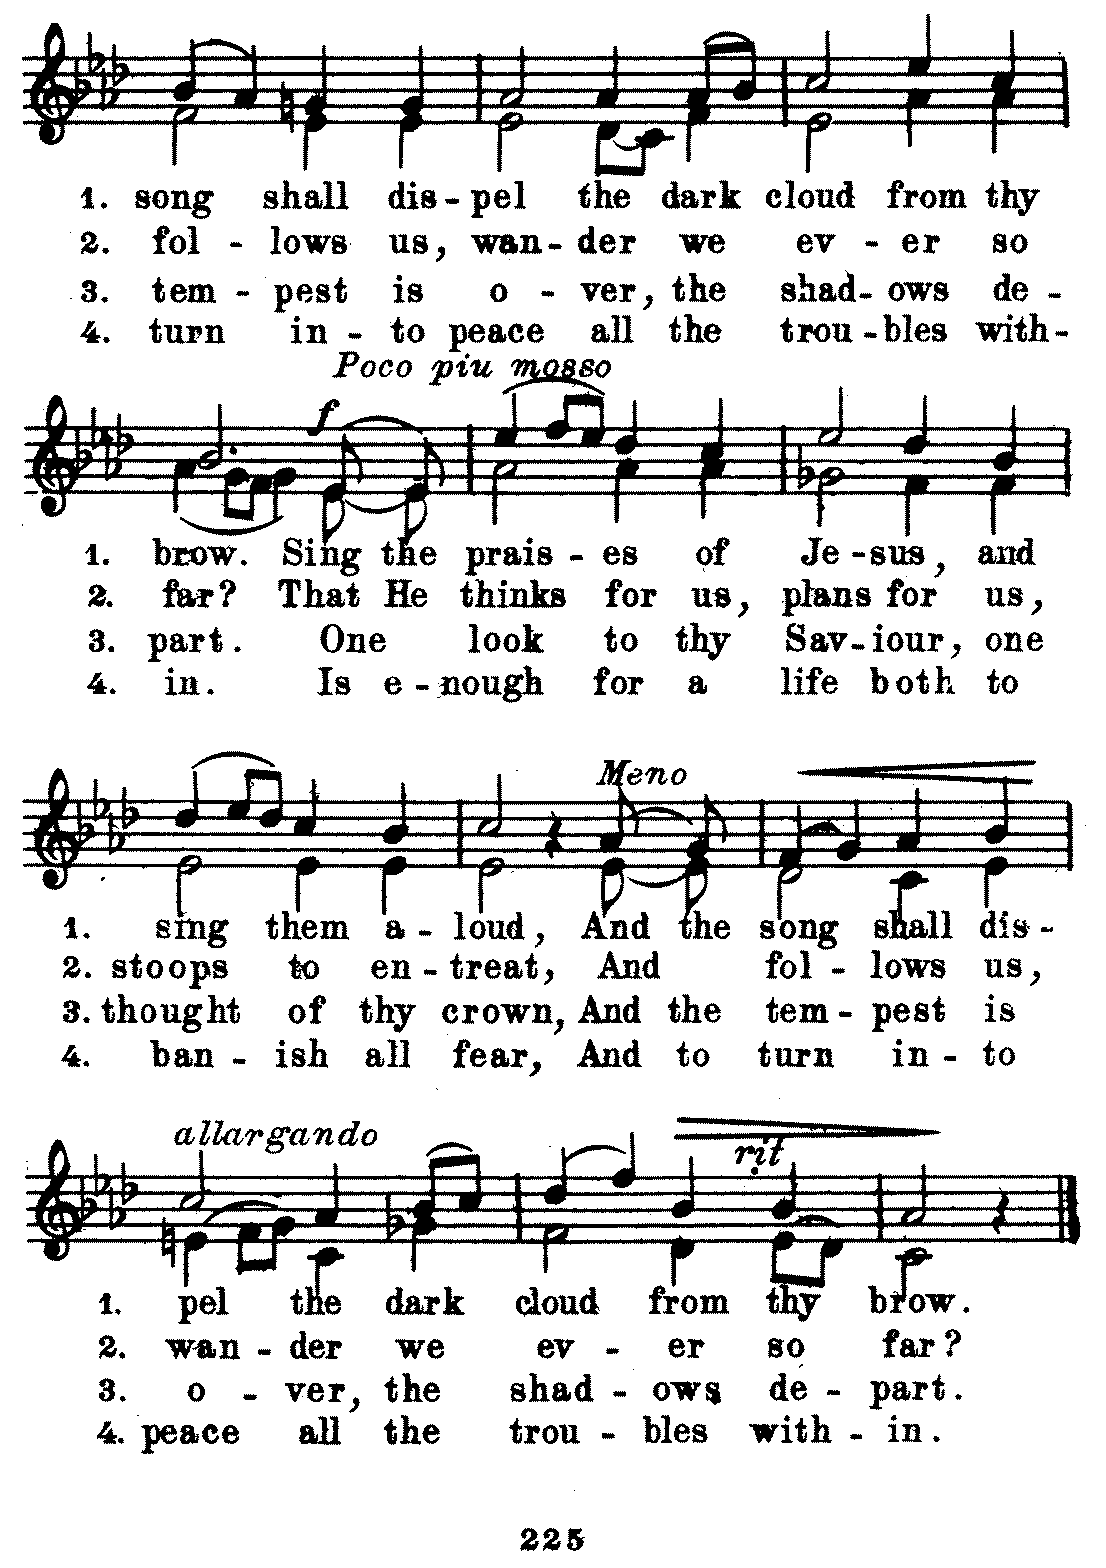 1. song shall dis - pel the dark cloud from thy
2. fol - lows us, wan - der we ev - er so
3. tem - pest is o - ver, the shad - ows de -
4. turn in - to peace all the trou - bles with -
Poco piu mosso
f
1. brow. Sing the prais - es of Je - sus, and
2. far? That He thinks for us, plans for us,
3. part. One look to thy Sav - iour, one
4. in. Is e - nough for a life both to
Meno
1. sing them a - loud, And the song shall dis -
2. stoops to en - treat, And fol - lows us,
3. thought of thy crown, And the tem - pest is
4. ban - ish all fear, And to turn in - to
allargando
rit
1. pel the dark cloud from thy brow.
2. wan - der we ev - er so far?
3. o - ver, the shad - ows de - part.
4. peace all the trou - bles with - in.
225